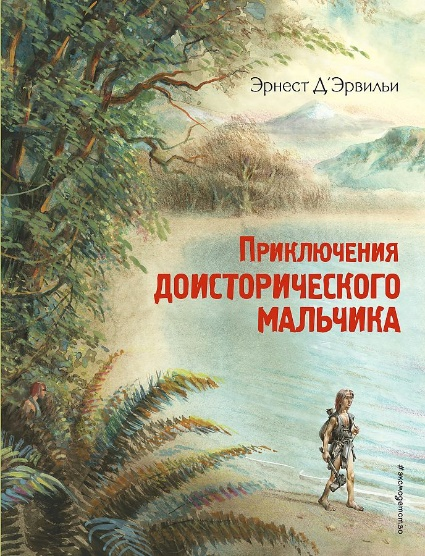 Эрнест Д'Эрвильи
Приключения
ДОИСТОРИЧЕСКОГО
МАЛЬЧИКА
#эксмодетство